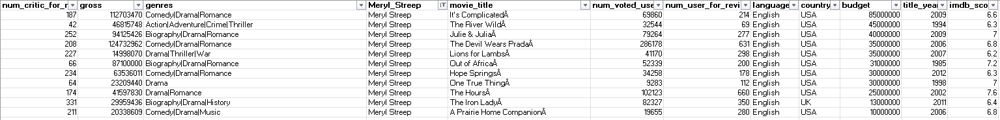 num_critic_for_r gross genres Meryl_Streep movie_title num_voted_use num_user_for_revi language country budget title_year imdb_sco
187 112703470 Comedy|Drama|Romance Meryl Streep It's ComplicatedÂ 69860 214 English USA 85000000 2009 6.6
42 46815748 Action|Adventure|Crime|Thriller Meryl Streep The River WildÂ 32544 69 English USA 45000000 1994 6.3
252 94125426 Biography|Drama|Romance Meryl Streep Julie & JuliaÂ 79264 277 English USA 40000000 2009 7
208 124732962 Comedy|Drama|Romance Meryl Streep The Devil Wears PradaÂ 286178 631 English USA 35000000 2006 6.8
227 14998070 Drama|Thriller|War Meryl Streep Lions for LambsÂ 41170 298 English USA 35000000 2007 6.2
66 87100000 Biography|Drama|Romance Meryl Streep Out of AfricaÂ 52339 200 English USA 31000000 1985 7.2
234 63536011 Comedy|Drama|Romance Meryl Streep Hope SpringsÂ 34258 178 English USA 30000000 2012 6.3
64 23209440 Drama Meryl Streep One True ThingÂ 9283 112 English USA 30000000 1998 7
174 41597830 Drama|Romance Meryl Streep The HoursÂ 102123 660 English USA 25000000 2002 7.6
331 29959436 Biography|Drama|History Meryl Streep The Iron LadyÂ 82327 350 English UK 13000000 2011 6.4
211 20338609 Comedy|Drama|Music Meryl Streep A Prairie Home CompanionÂ 19655 280 English USA 10000000 2006 6.8